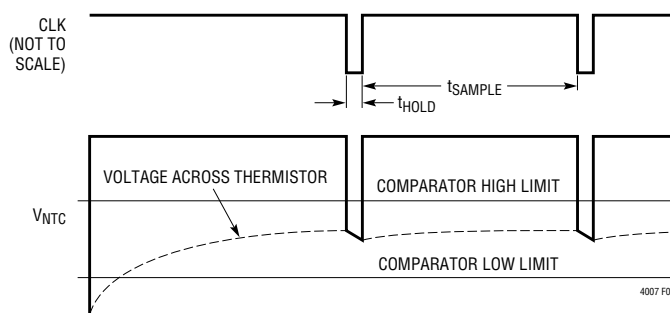 CLK
(NOT TO
SCALE)
tSAMPLE
tHOLD
VOLTAGE ACROSS THERMISTOR
COMPARATOR HIGH LIMIT
VNTC
COMPARATOR LOW LIMIT
4007 F0